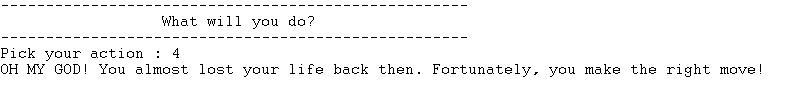 ----------------------------------------------------
What will you do?
----------------------------------------------------
Pick your action : 4
OH MY GOD! You almost lost your life back then. Fortunately, you make the right move!